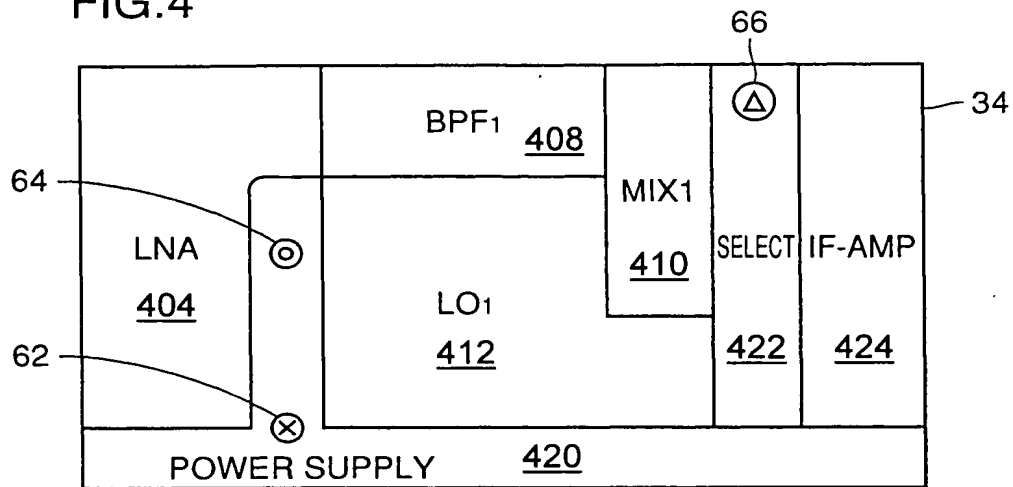 FIG.4
66
34
BPF1 408
64
MIX1
LNA
SELECT IF-AMP
410
404
LO1
62
412
422 424
POWER SUPPLY 420